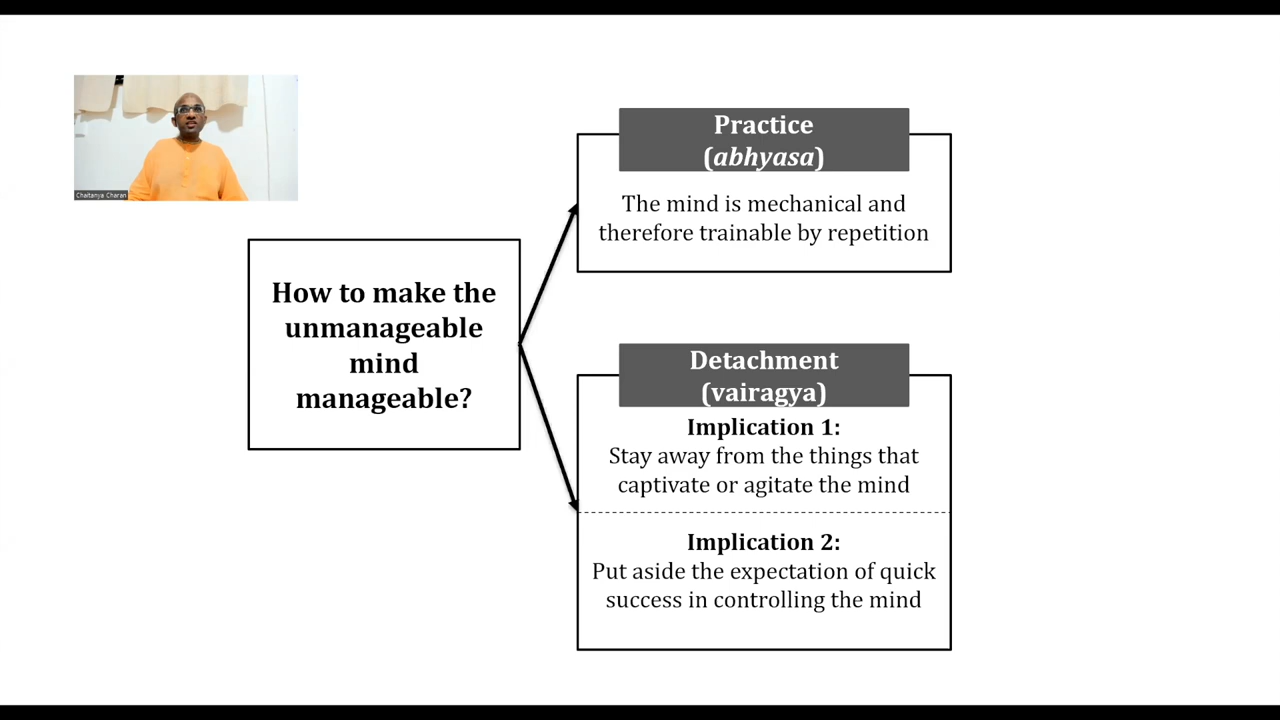 Chaitanya Charan
How to make the
unmanageable
mind
manageable?
Practice
(abhyasa)
The mind is mechanical and
therefore trainable by repetition
Detachment
(vairagya)
Implication 1:
Stay away from the things that
captivate or agitate the mind
Implication 2:
Put aside the expectation of quick
success in controlling the mind